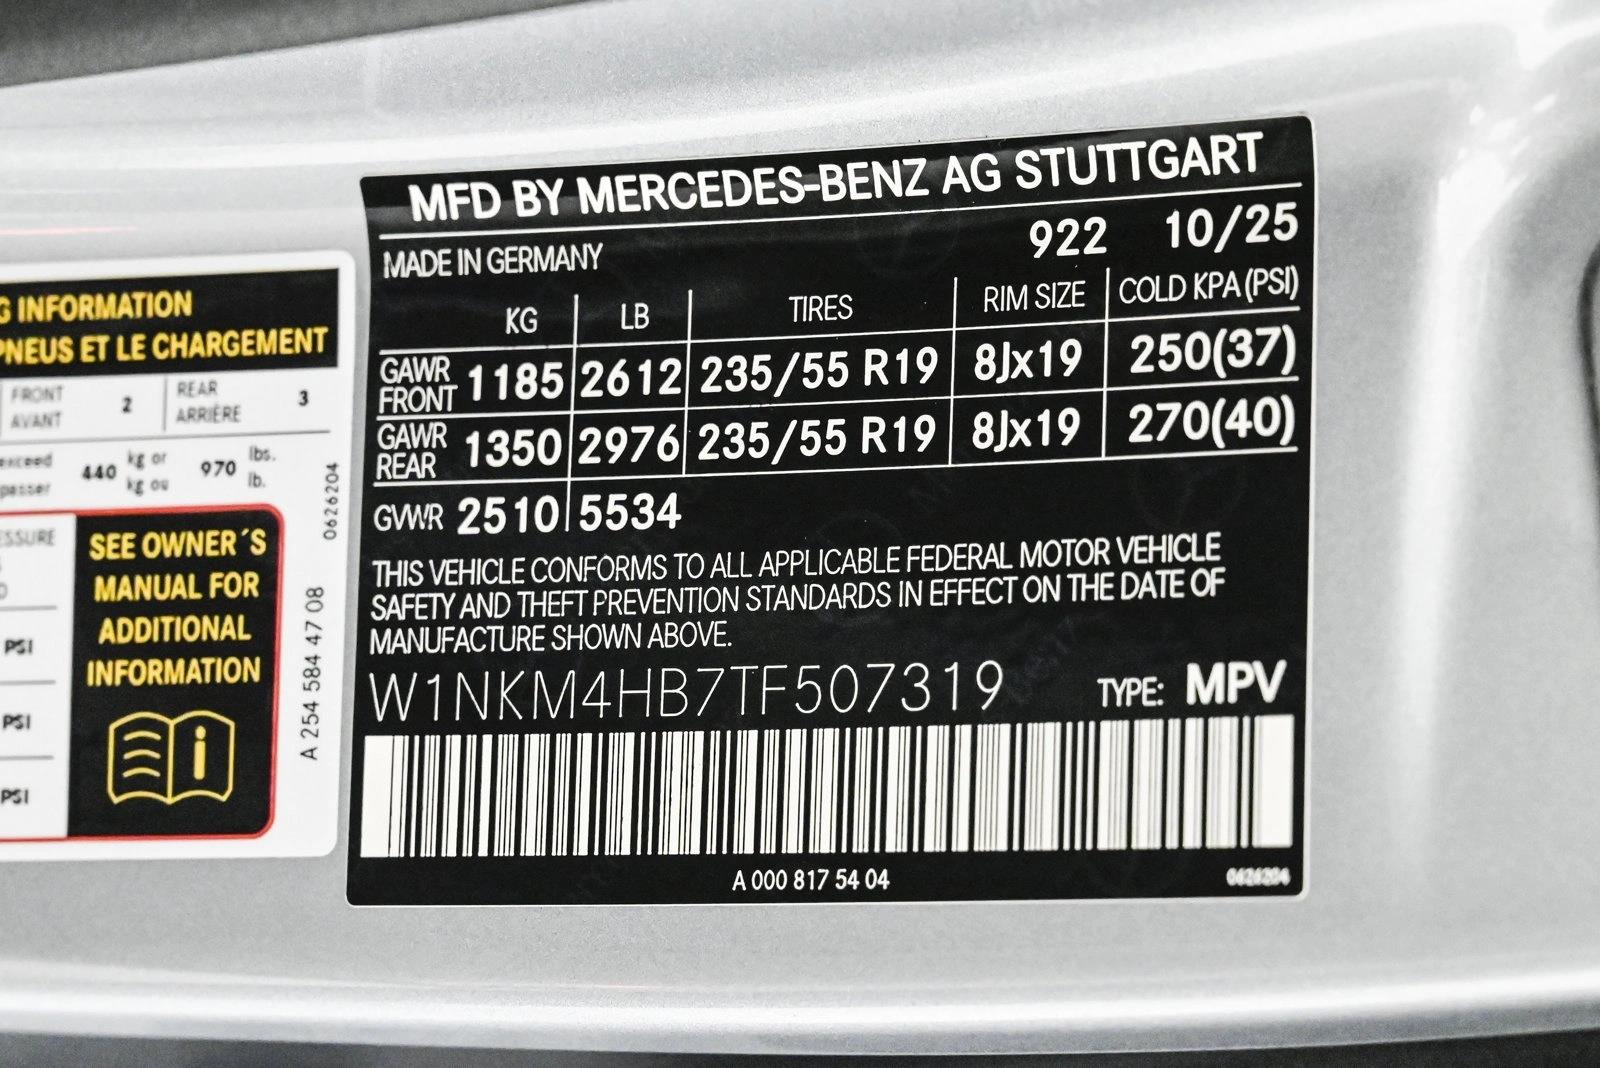 MFD BY MERCEDES-BENZ AG STUTTGART
MADE IN GERMANY 922 10/25
KG LB TIRES RIM SIZE COLD KPA (PSI)
GAWR FRONT 1185 2612 235/55 R19 8Jx19 250(37)
GAWR REAR 1350 2976 235/55 R19 8Jx19 270(40)
GVWR 2510 5534
THIS VEHICLE CONFORMS TO ALL APPLICABLE FEDERAL MOTOR VEHICLE
SAFETY AND THEFT PREVENTION STANDARDS IN EFFECT ON THE DATE OF
MANUFACTURE SHOWN ABOVE.
W1NKM4HB7TF507319 TYPE: MPV
A 000 817 54 04
0626204
G INFORMATION
PNEUS ET LE CHARGEMENT
FRONT AVANT 2 REAR ARRIÈRE 3
exceed 440 kg or 970 lbs.
passer kg ou lb.
ESSURE
SEE OWNER´S
MANUAL FOR
ADDITIONAL
INFORMATION
i
PSI
PSI
PSI
0626204
A 254 584 47 08